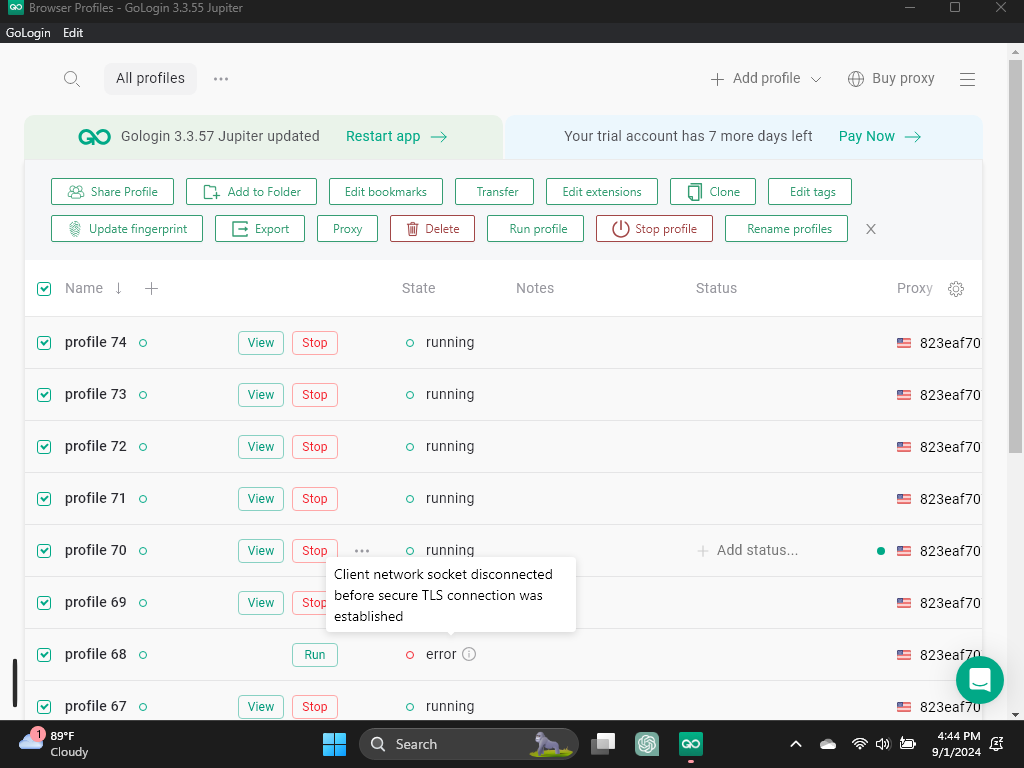 Browser Profiles - GoLogin 3.3.55 Jupiter
GoLogin Edit
All profiles
Add profile
Buy proxy
Gologin 3.3.57 Jupiter updated Restart app
Your trial account has 7 more days left Pay Now
Share Profile Add to Folder Edit bookmarks Transfer Edit extensions Clone Edit tags
Update fingerprint Export Proxy Delete Run profile Stop profile Rename profiles X
Name State Notes Status Proxy
profile 74 View Stop running 823eaf70
profile 73 View Stop running 823eaf70
profile 72 View Stop running 823eaf70
profile 71 View Stop running 823eaf70
profile 70 View Stop ... running + Add status... 823eaf70
Client network socket disconnected
before secure TLS connection was
established
profile 69 View Stop 823eaf70
profile 68 Run error 823eaf70
profile 67 View Stop running 823eaf70
1
89°F
Cloudy
Search
4:44 PM
9/1/2024